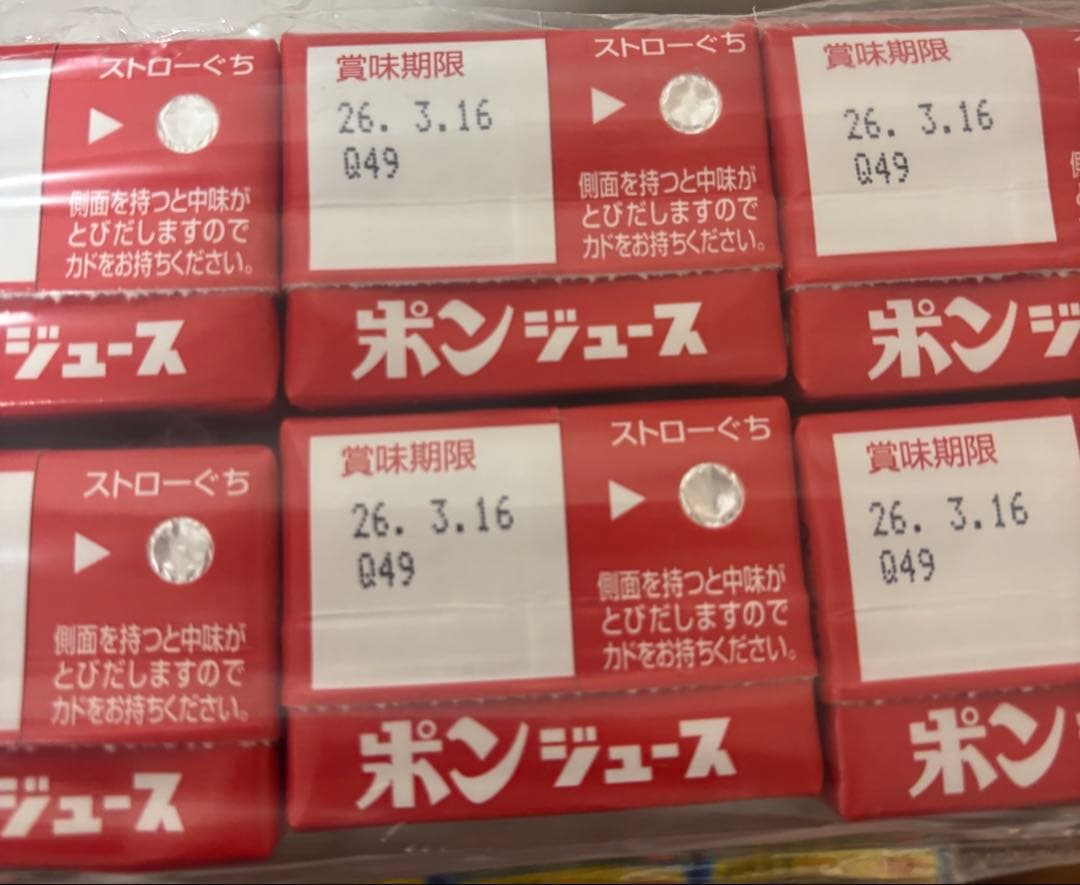 ストローぐち
側面を持つと中味が
とびだしますので
カドをお持ちください。
ジュース
賞味期限
26. 3.16
Q49
ストローぐち
側面を持つと中味が
とびだしますので
カドをお持ちください。
ポンジュース
賞味期限
26. 3.16
Q49
ポンジ
ストローぐち
側面を持つと中味が
とびだしますので
カドをお持ちください。
ジュース
賞味期限
26. 3.16
Q49
ストローぐち
側面を持つと中味が
とびだしますので
カドをお持ちください。
ポンジュース
賞味期限
26. 3.16
Q49
ポン